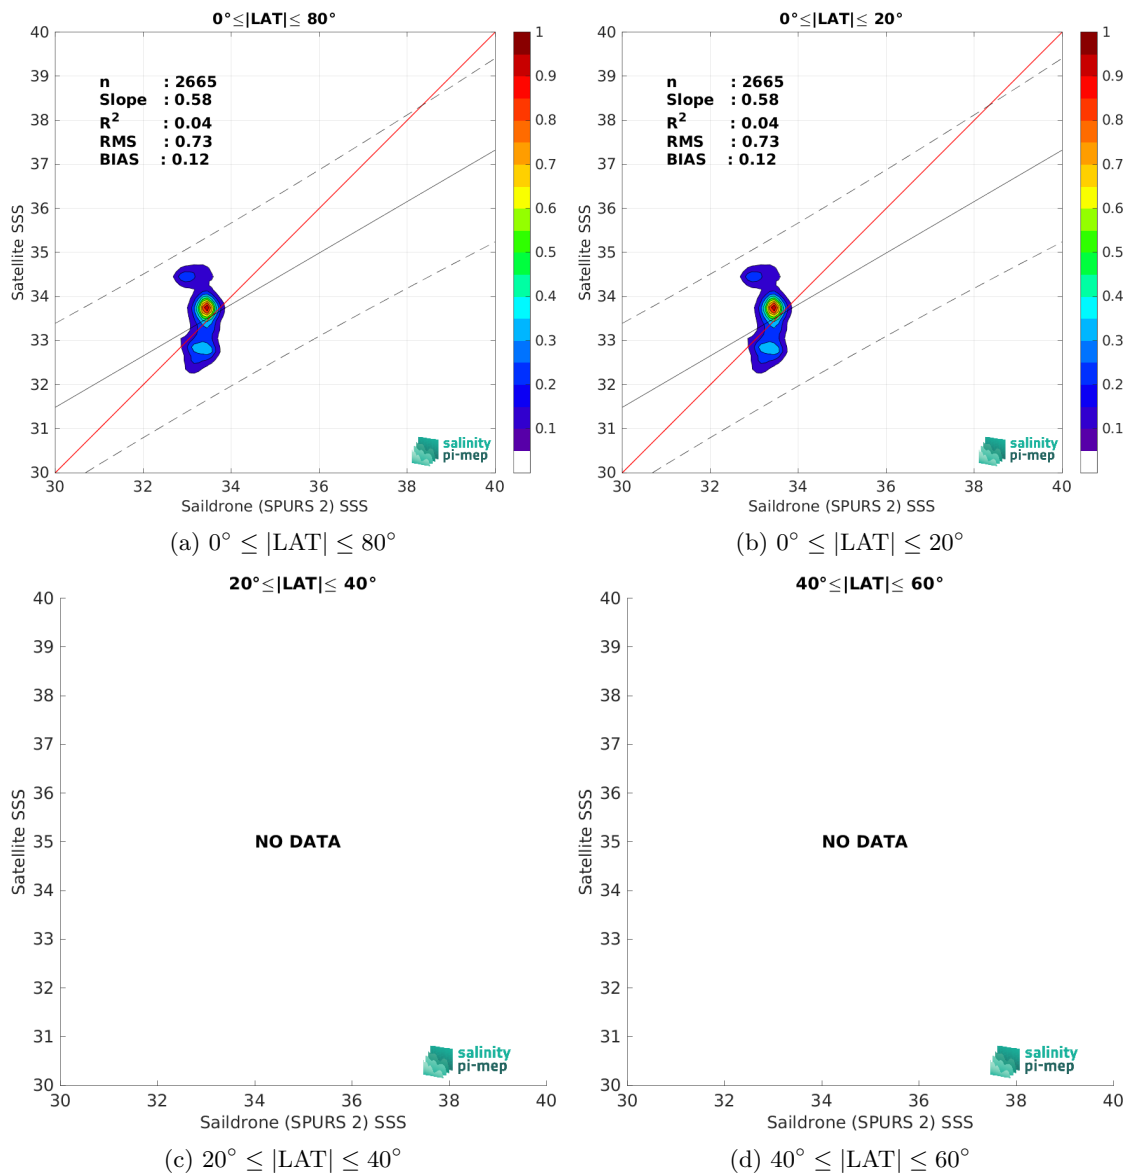 0°≤|LAT|≤ 80°
40
39
38
37
36
35
34
33
32
31
30
30
32
34
36
38
40
Satellite SSS
Saildrone (SPURS 2) SSS
n : 2665
Slope : 0.58
R² : 0.04
RMS : 0.73
BIAS : 0.12
1
0.9
0.8
0.7
0.6
0.5
0.4
0.3
0.2
0.1
salinity
pi-mep
(a) 0° ≤ |LAT| ≤ 80°
0°≤|LAT|≤ 20°
40
39
38
37
36
35
34
33
32
31
30
30
32
34
36
38
40
Satellite SSS
Saildrone (SPURS 2) SSS
n : 2665
Slope : 0.58
R² : 0.04
RMS : 0.73
BIAS : 0.12
1
0.9
0.8
0.7
0.6
0.5
0.4
0.3
0.2
0.1
salinity
pi-mep
(b) 0° ≤ |LAT| ≤ 20°
20°≤|LAT|≤ 40°
40
39
38
37
36
35
34
33
32
31
30
30
32
34
36
38
40
Satellite SSS
Saildrone (SPURS 2) SSS
NO DATA
salinity
pi-mep
(c) 20° ≤ |LAT| ≤ 40°
40°≤|LAT|≤ 60°
40
39
38
37
36
35
34
33
32
31
30
30
32
34
36
38
40
Satellite SSS
Saildrone (SPURS 2) SSS
NO DATA
salinity
pi-mep
(d) 40° ≤ |LAT| ≤ 60°